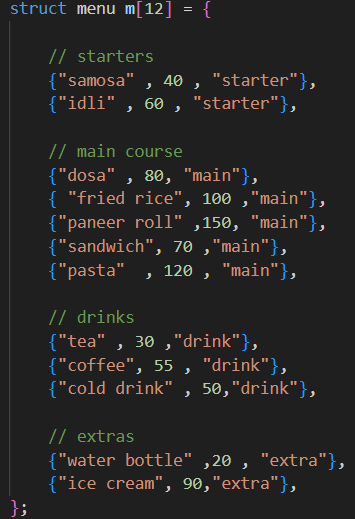 struct menu m[12] = {
// starters
{"samosa" , 40 , "starter"},
{"idli" , 60 , "starter"},
// main course
{"dosa" , 80, "main"},
{ "fried rice", 100 ,"main"},
{"paneer roll" ,150, "main"},
{"sandwich", 70 ,"main"},
{"pasta"  , 120 , "main"},
// drinks
{"tea" , 30 ,"drink"},
{"coffee", 55 , "drink"},
{"cold drink" , 50,"drink"},
// extras
{"water bottle" ,20 , "extra"},
{"ice cream", 90,"extra"},
};